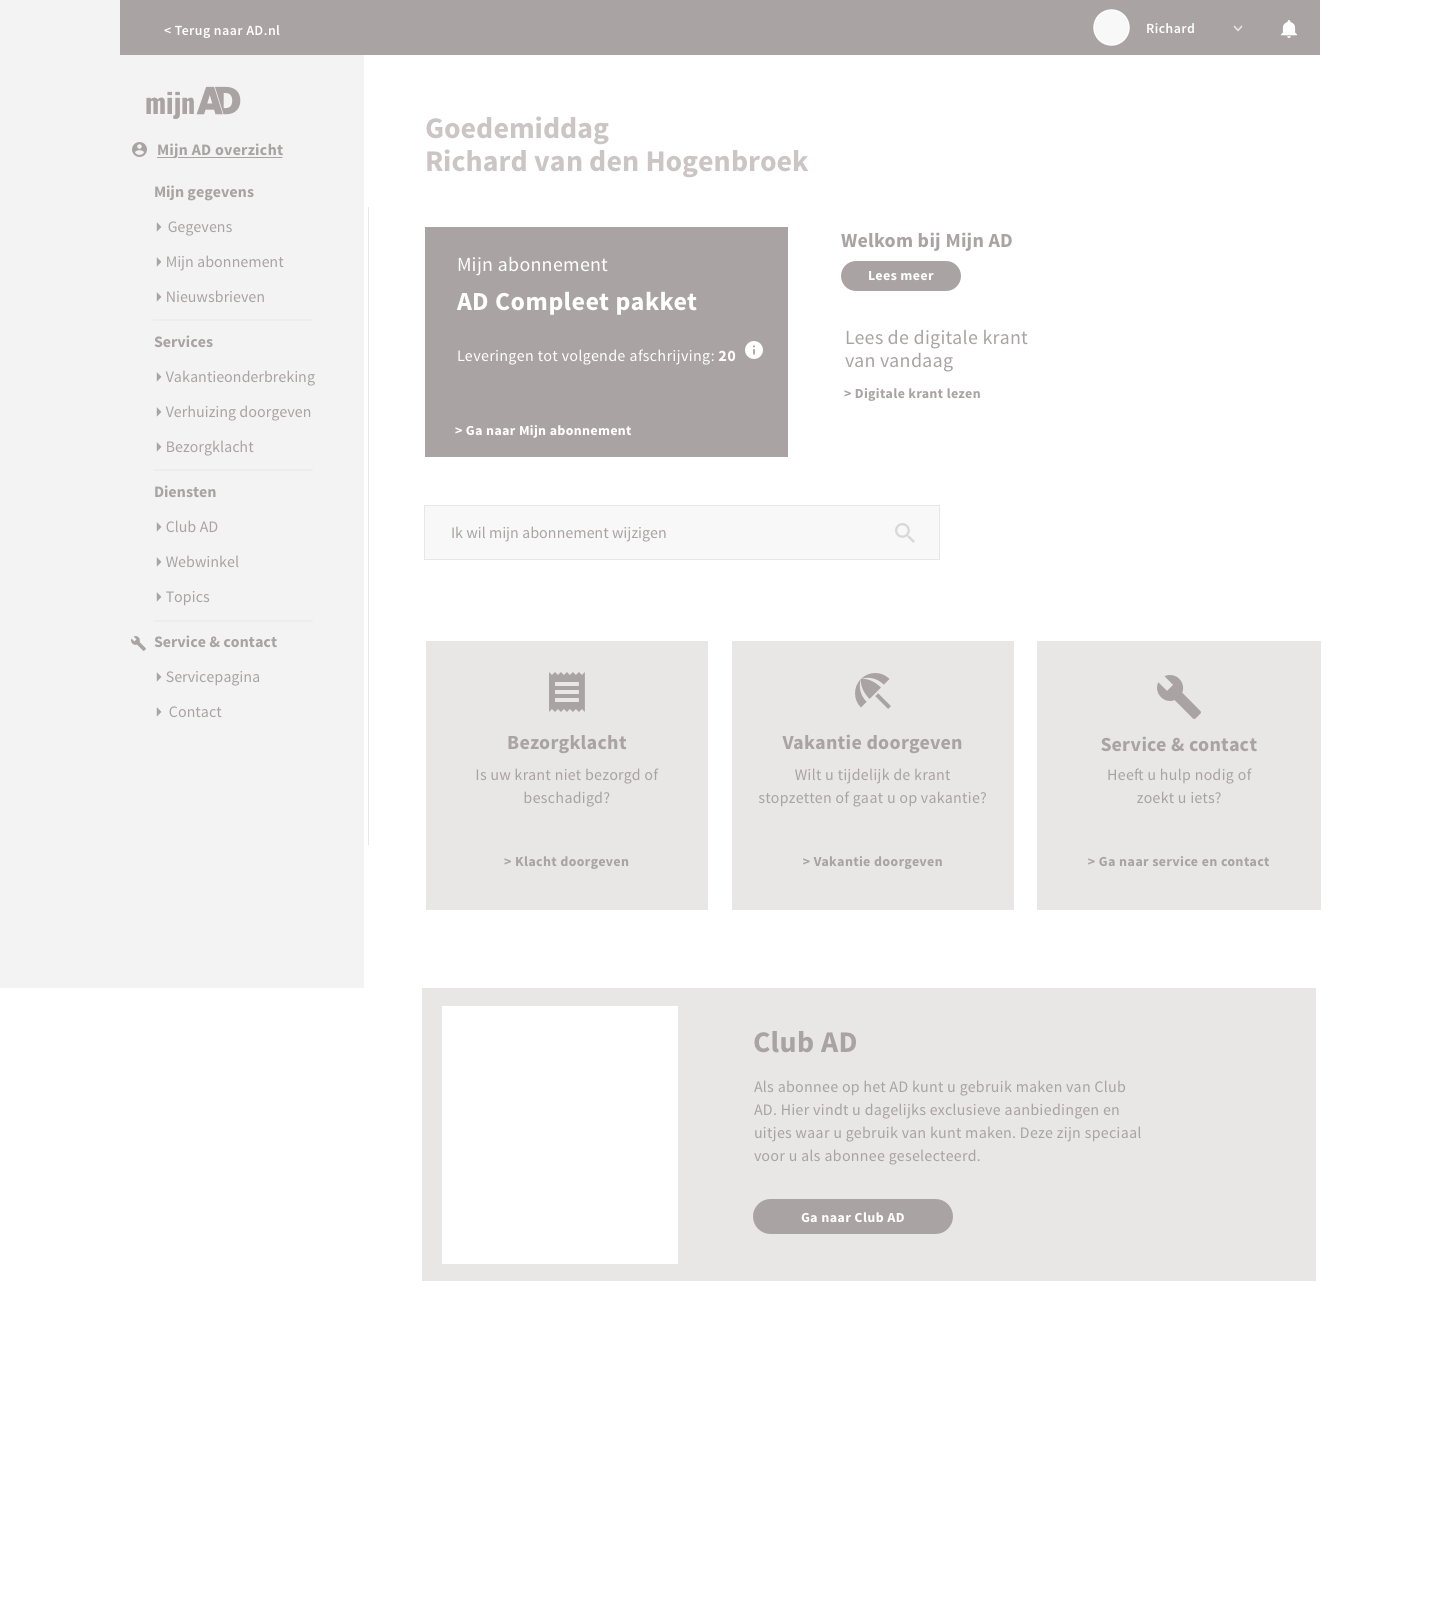 < Terug naar AD.nl
Richard
mijn AD
Mijn AD overzicht
Mijn gegevens
Gegevens
Mijn abonnement
Nieuwsbrieven
Services
Vakantieonderbreking
Verhuizing doorgeven
Bezorgklacht
Diensten
Club AD
Webwinkel
Topics
Service & contact
Servicepagina
Contact
Goedemiddag
Richard van den Hogenbroek
Mijn abonnement
AD Compleet pakket
Leveringen tot volgende afschrijving: 20
> Ga naar Mijn abonnement
Welkom bij Mijn AD
Lees meer
Lees de digitale krant
van vandaag
> Digitale krant lezen
Ik wil mijn abonnement wijzigen
Bezorgklacht
Is uw krant niet bezorgd of
beschadigd?
> Klacht doorgeven
Vakantie doorgeven
Wilt u tijdelijk de krant
stopzetten of gaat u op vakantie?
> Vakantie doorgeven
Service & contact
Heeft u hulp nodig of
zoekt u iets?
> Ga naar service en contact
Club AD
Als abonnee op het AD kunt u gebruik maken van Club
AD. Hier vindt u dagelijks exclusieve aanbiedingen en
uitjes waar u gebruik van kunt maken. Deze zijn speciaal
voor u als abonnee geselecteerd.
Ga naar Club AD